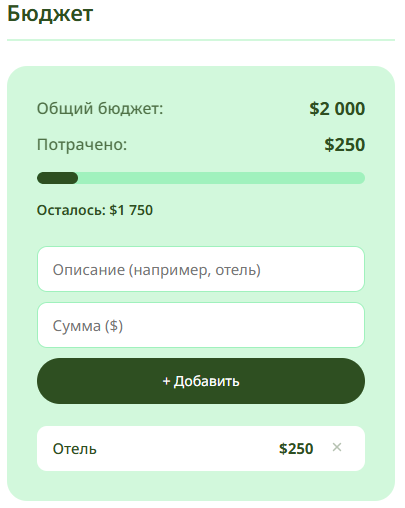 Бюджет
Общий бюджет: $2 000
Потрачено: $250
Осталось: $1 750
Описание (например, отель)
Сумма ($)
+ Добавить
Отель $250 ×